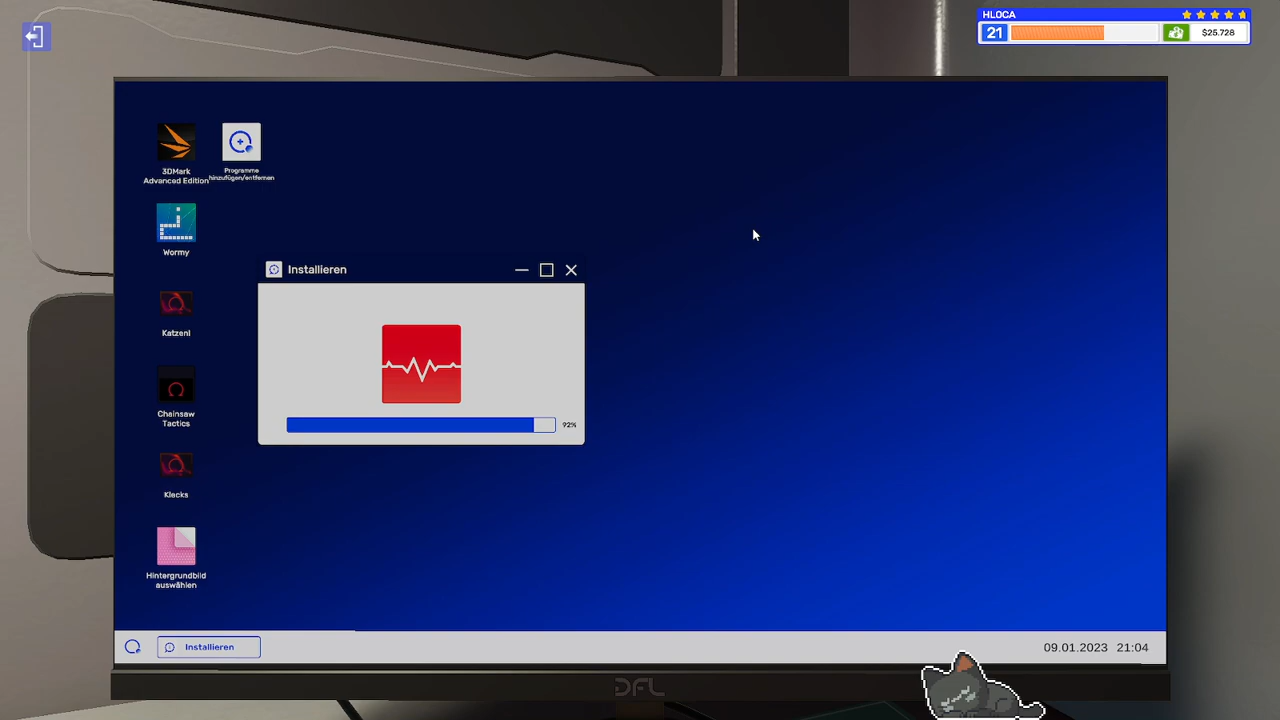 HLOCA
21
$25.728
3DMark
Advanced Edition
Programme
hinzufügen/entfernen
Wormy
Katzen!
Chainsaw
Tactics
Klecks
Hintergrundbild
auswählen
Installieren
92%
Installieren
09.01.2023 21:04
DFL